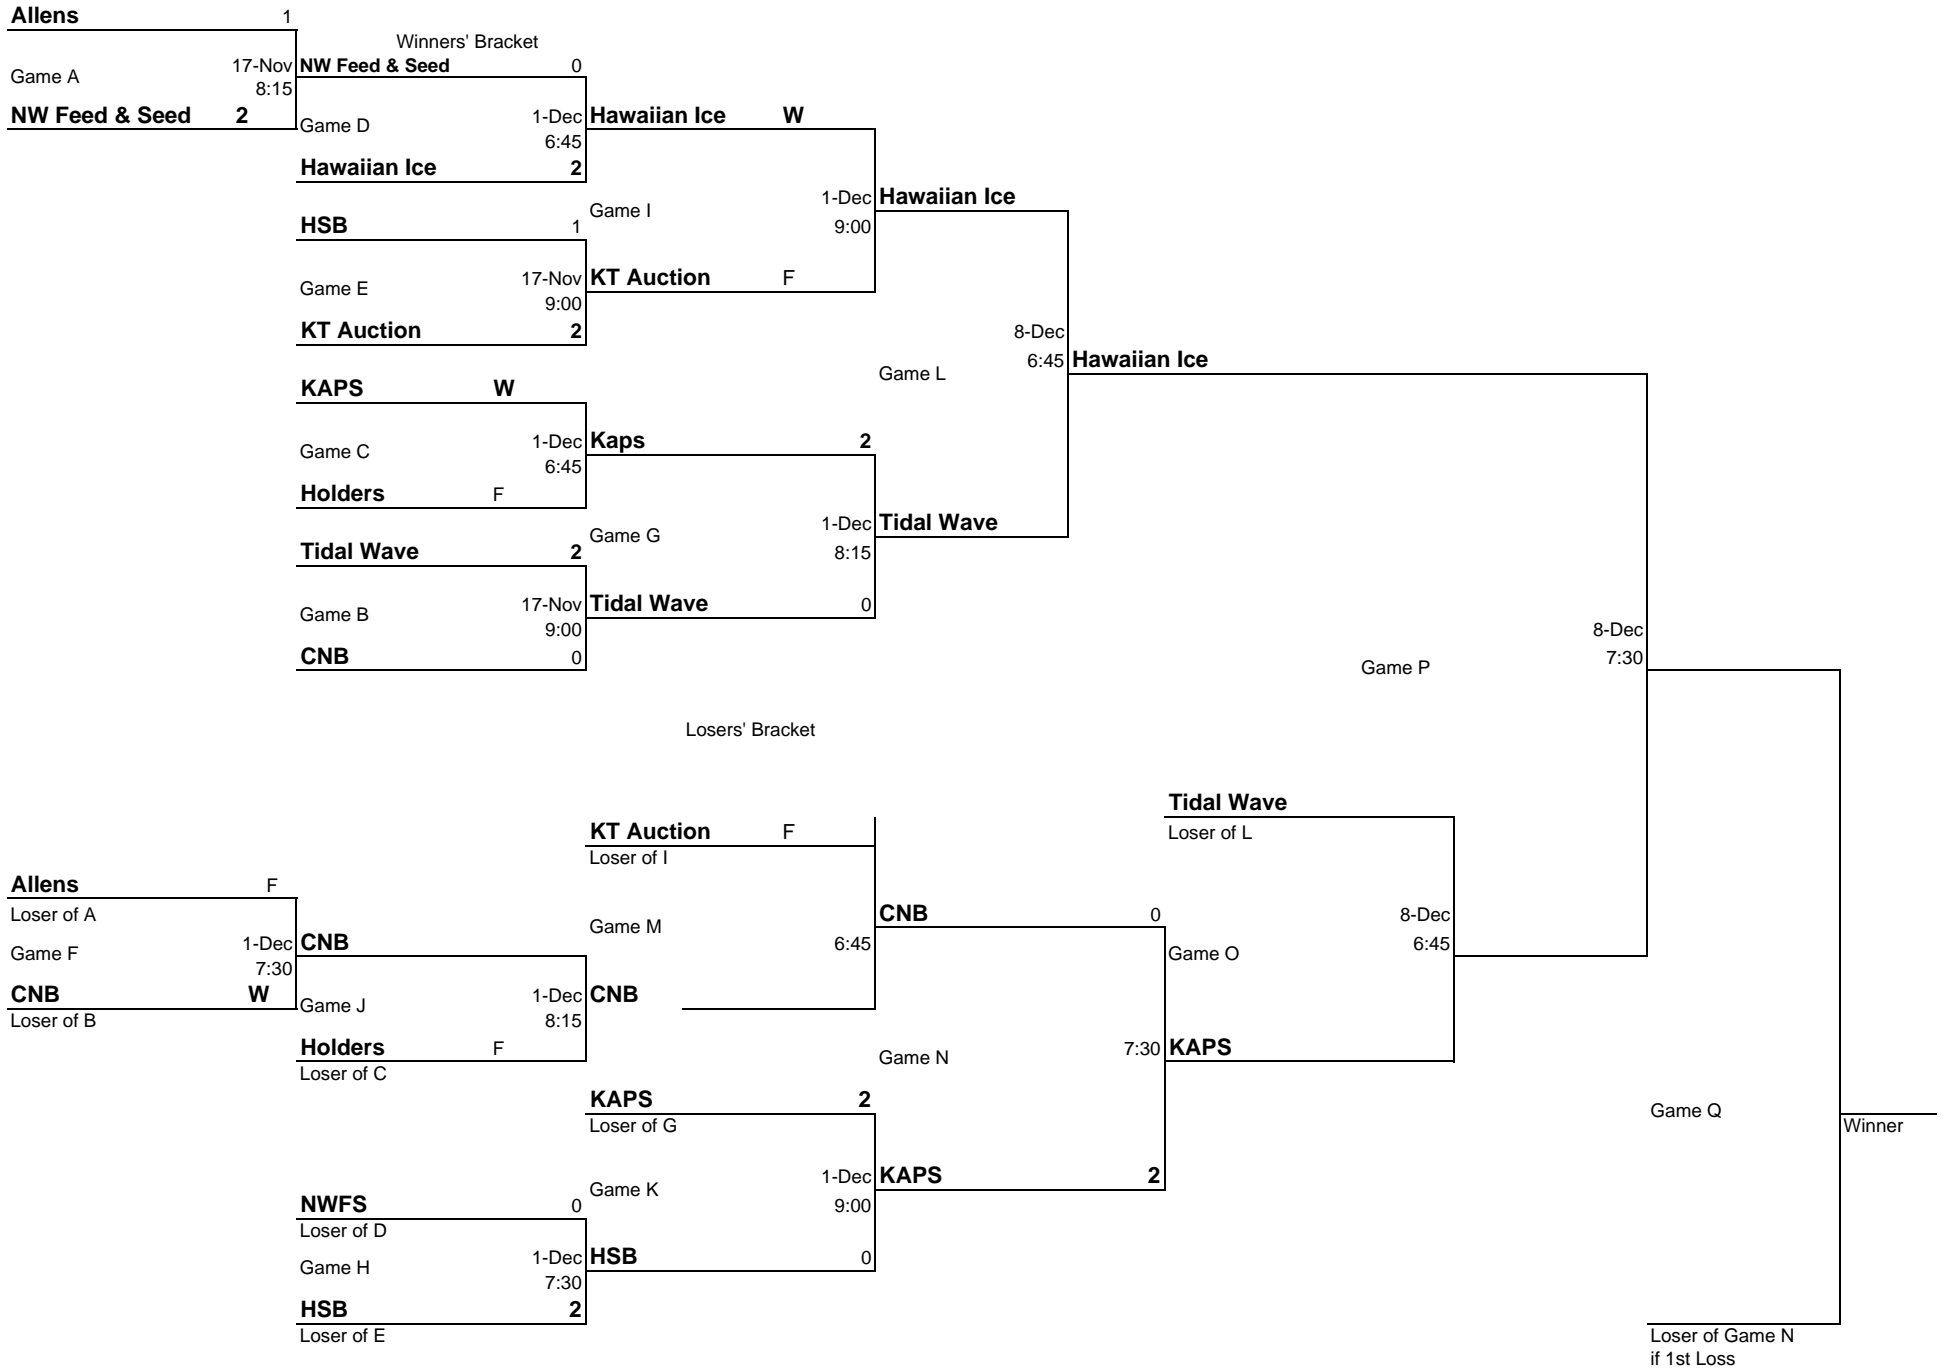 Allens 1
Winners' Bracket
Game A 17-Nov NW Feed & Seed 0
8:15
NW Feed & Seed 2
Game D 1-Dec Hawaiian Ice W
6:45
Hawaiian Ice 2
HSB 1
Game I 1-Dec Hawaiian Ice
9:00
Game E 17-Nov KT Auction F
9:00
KT Auction 2
8-Dec
Game L 6:45 Hawaiian Ice
KAPS W
Game C 1-Dec Kaps 2
6:45
Holders F
Game G 1-Dec Tidal Wave
8:15
Tidal Wave 2
Game B 17-Nov Tidal Wave 0
9:00
CNB 0
8-Dec
Game P 7:30
Losers' Bracket
Tidal Wave
Loser of L
KT Auction F
Loser of I
Allens F
Loser of A
Game M CNB 0 8-Dec
6:45 Game O 6:45
Game F 1-Dec CNB
7:30
CNB W
Loser of B
Game J 1-Dec CNB
8:15
Holders F
Loser of C
Game N 7:30 KAPS
KAPS 2
Loser of G
Game Q Winner
Game K 1-Dec KAPS 2
9:00
NWFS 0
Loser of D
Game H 1-Dec HSB 0
7:30
HSB 2
Loser of E
Loser of Game N
if 1st Loss